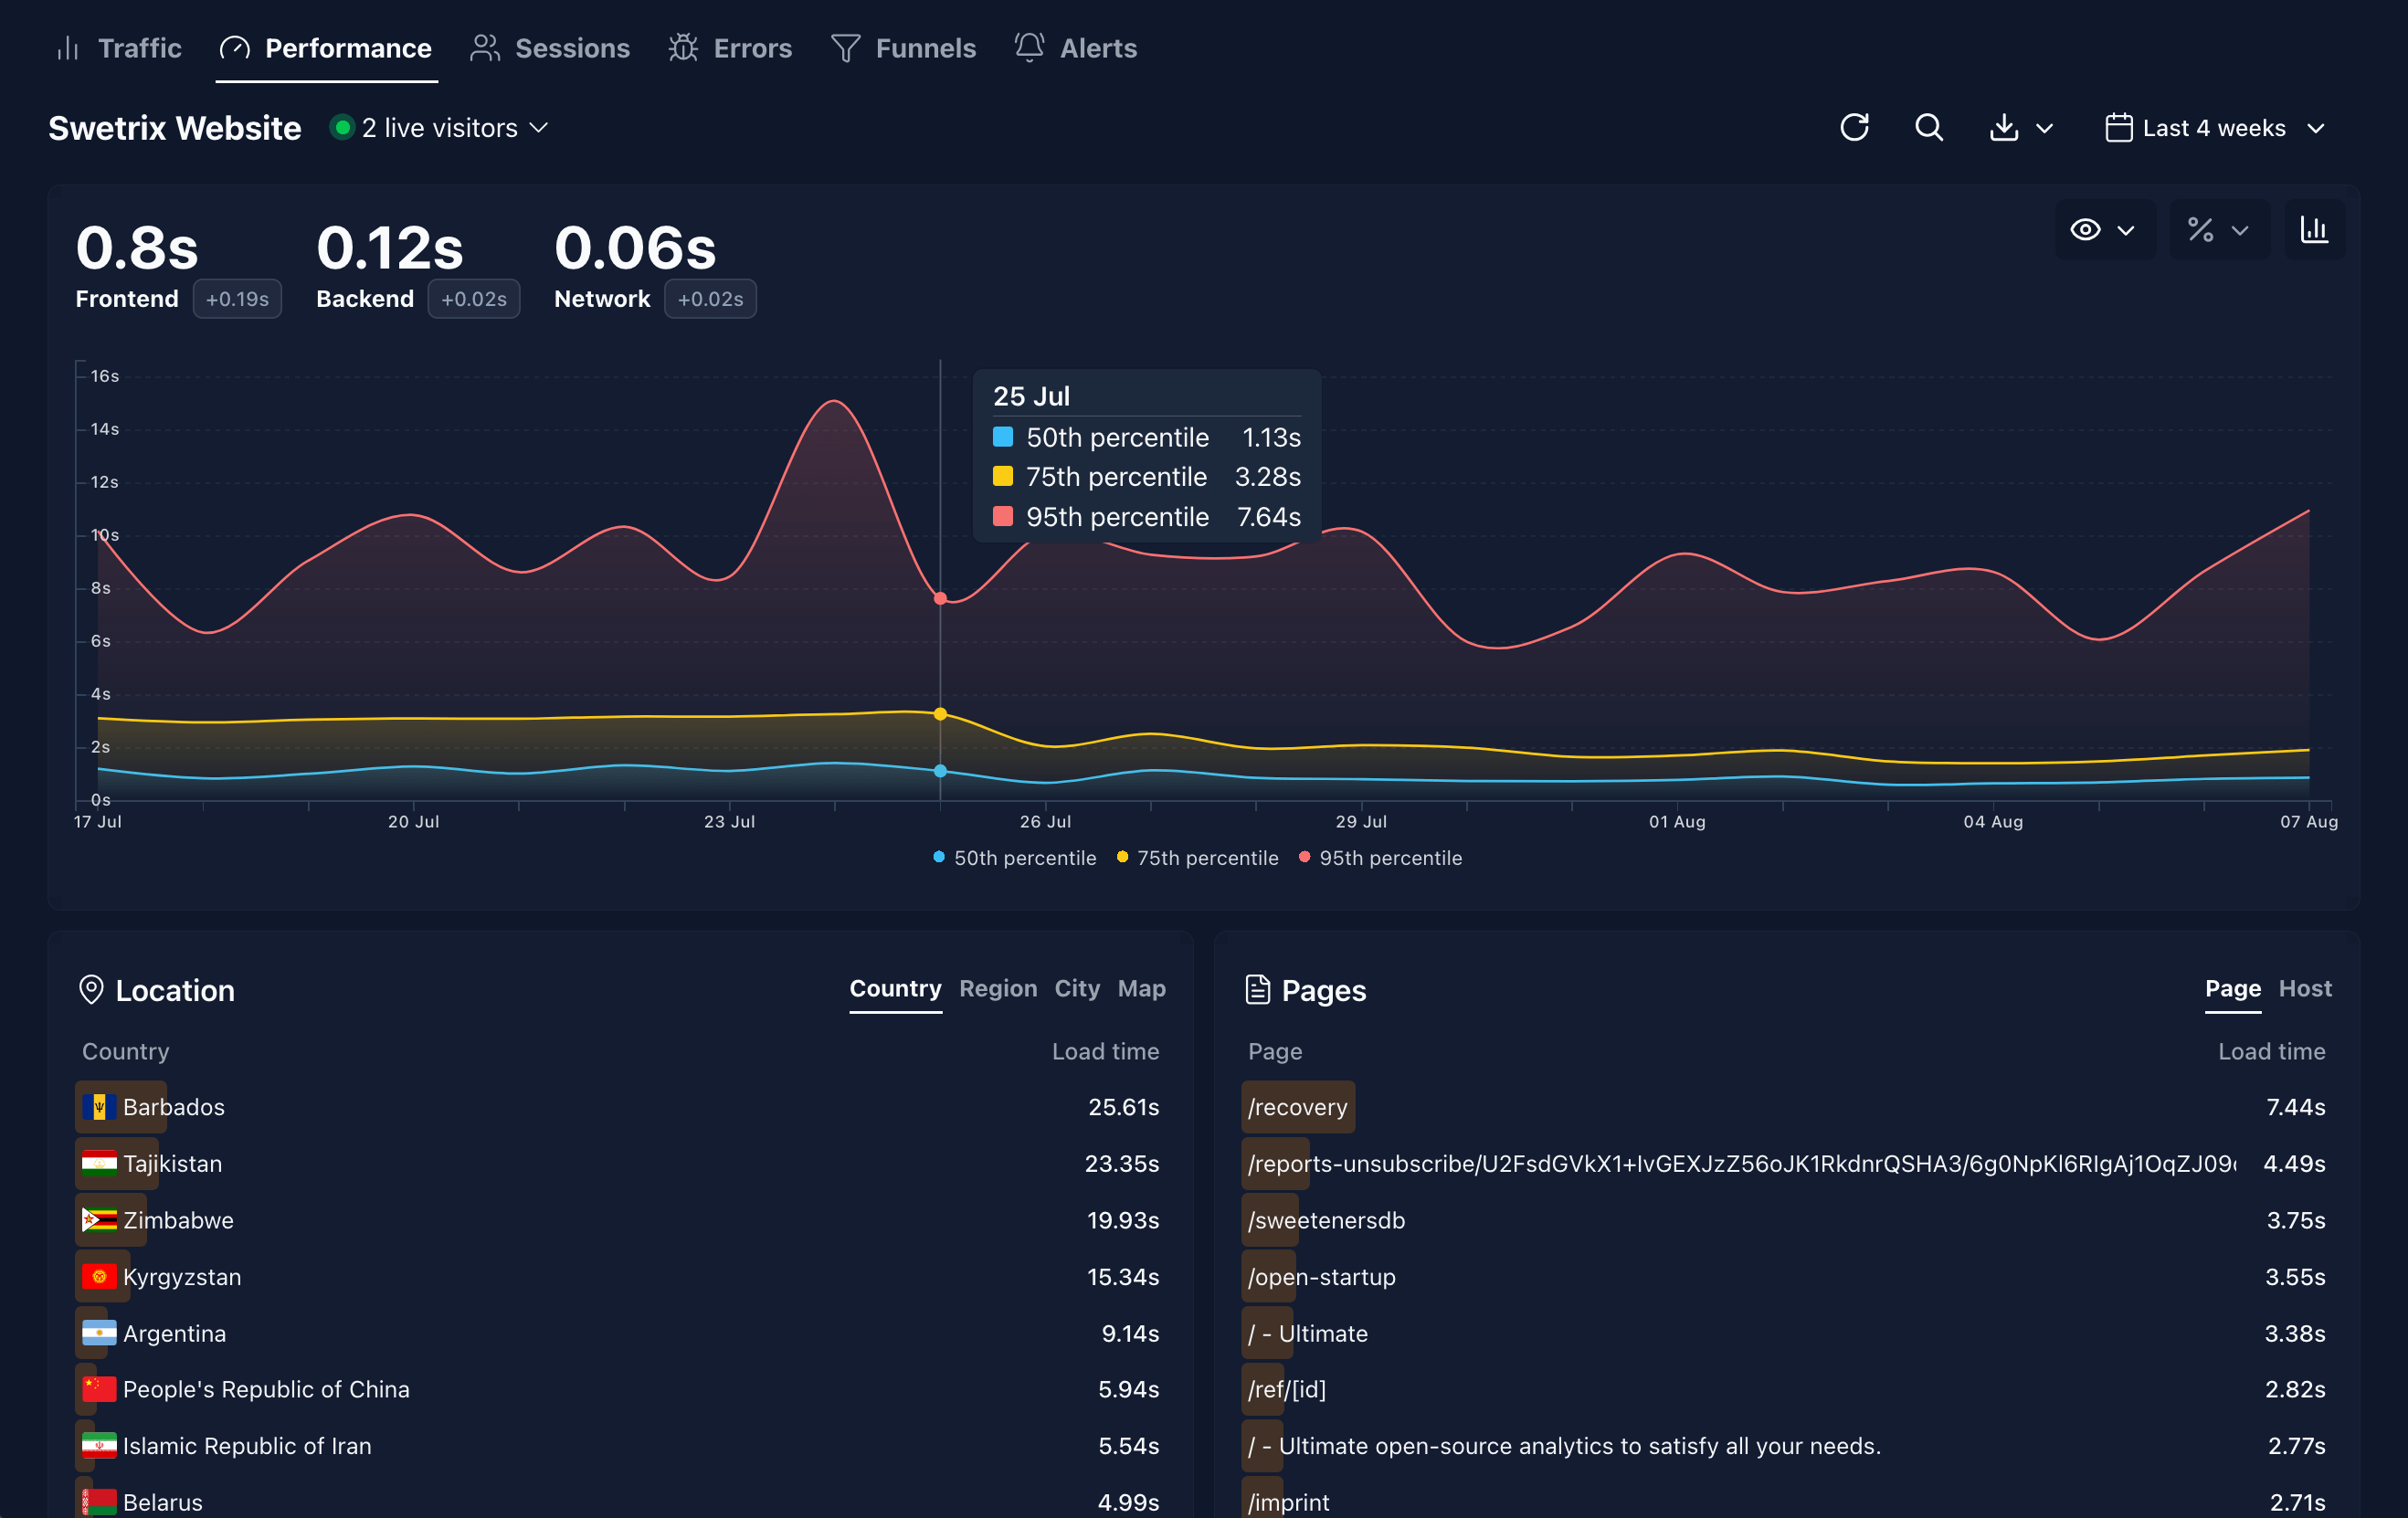 Traffic Performance Sessions Errors Funnels Alerts
Swetrix Website 2 live visitors Last 4 weeks
0.8s 0.12s 0.06s
Frontend +0.19s Backend +0.02s Network +0.02s
16s
14s
12s
10s
8s
6s
4s
2s
0s
25 Jul
50th percentile 1.13s
75th percentile 3.28s
95th percentile 7.64s
17 Jul 20 Jul 23 Jul 26 Jul 29 Jul 01 Aug 04 Aug 07 Aug
50th percentile 75th percentile 95th percentile
Location Country Region City Map
Country Load time
Barbados 25.61s
Tajikistan 23.35s
Zimbabwe 19.93s
Kyrgyzstan 15.34s
Argentina 9.14s
People's Republic of China 5.94s
Islamic Republic of Iran 5.54s
Belarus 4.99s
Pages Page Host
Page Load time
/recovery 7.44s
/reports-unsubscribe/ 4.49s
/sweetenersdb 3.75s
/open-startup 3.55s
/ - Ultimate 3.38s
/ref/[id] 2.82s
/ - Ultimate open-source analytics to satisfy all your needs. 2.77s
/imprint 2.71s